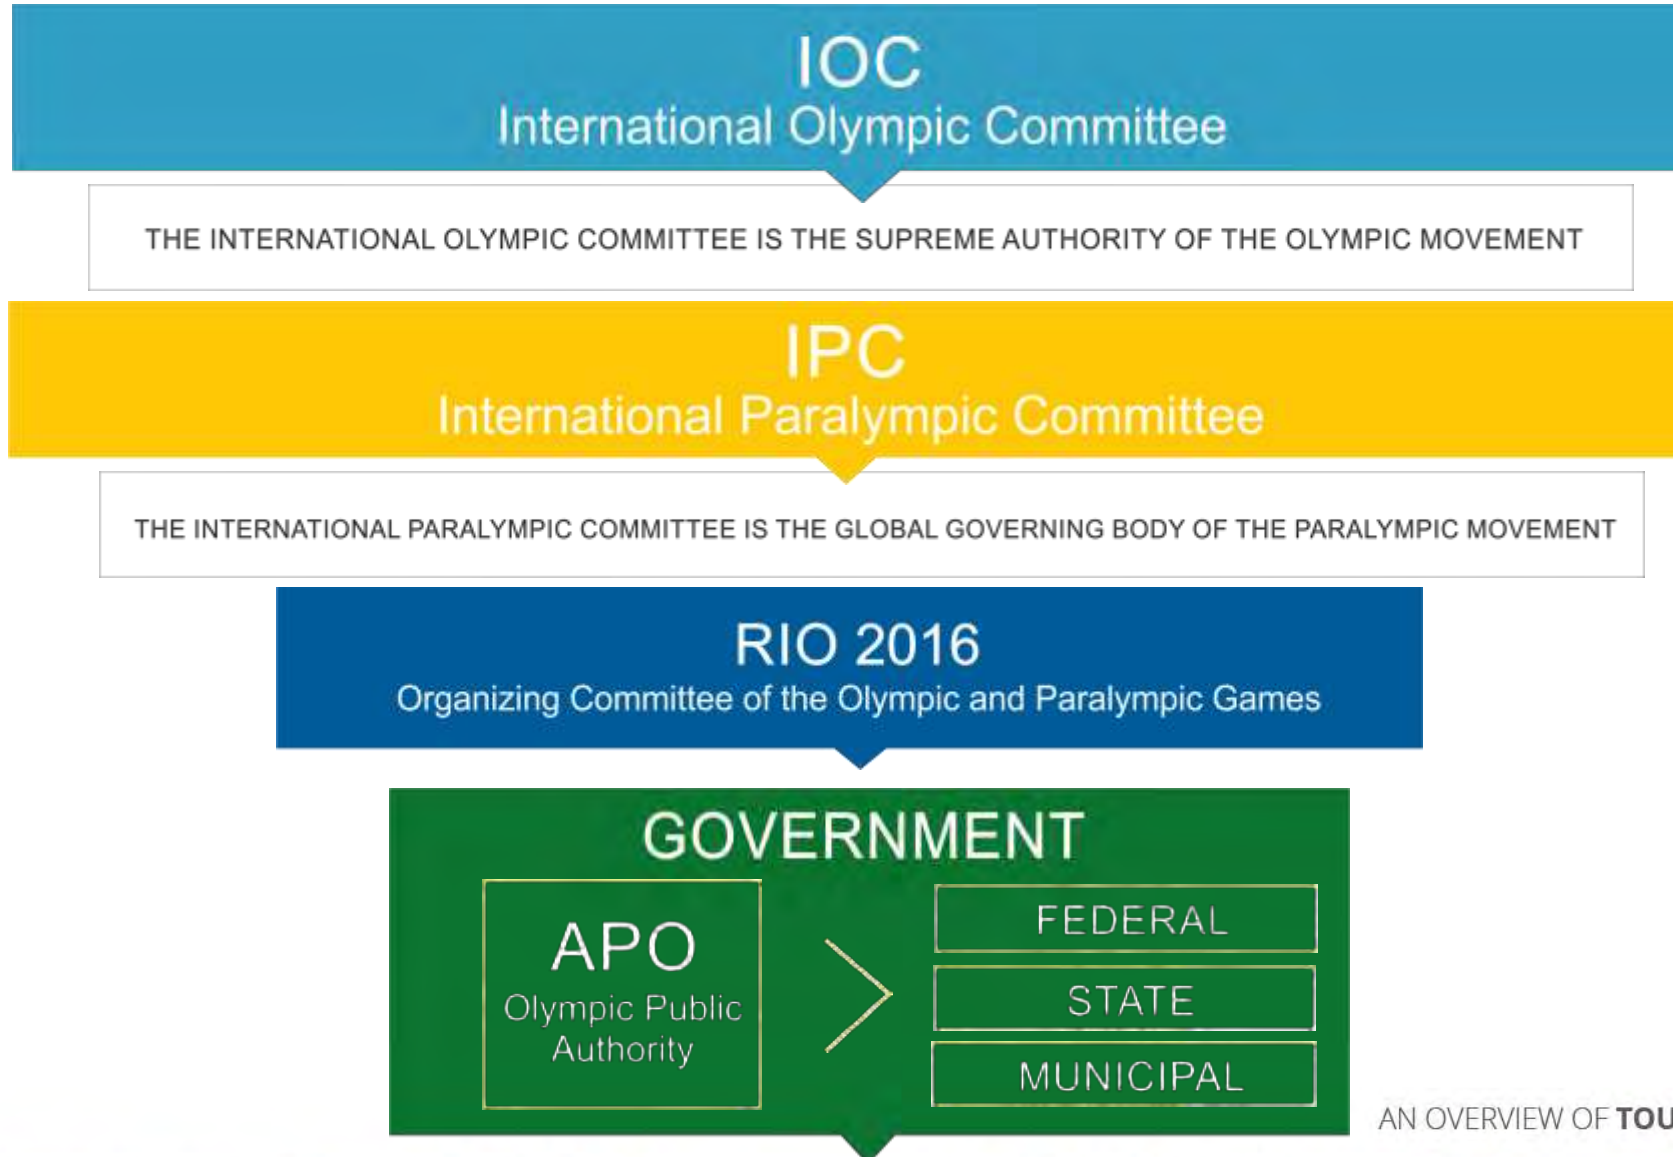 IOC
International Olympic Committee
THE INTERNATIONAL OLYMPIC COMMITTEE IS THE SUPREME AUTHORITY OF THE OLYMPIC MOVEMENT
IPC
International Paralympic Committee
THE INTERNATIONAL PARALYMPIC COMMITTEE IS THE GLOBAL GOVERNING BODY OF THE PARALYMPIC MOVEMENT
RIO 2016
Organizing Committee of the Olympic and Paralympic Games
GOVERNMENT
APO
Olympic Public
Authority
FEDERAL
STATE
MUNICIPAL
AN OVERVIEW OF TOU